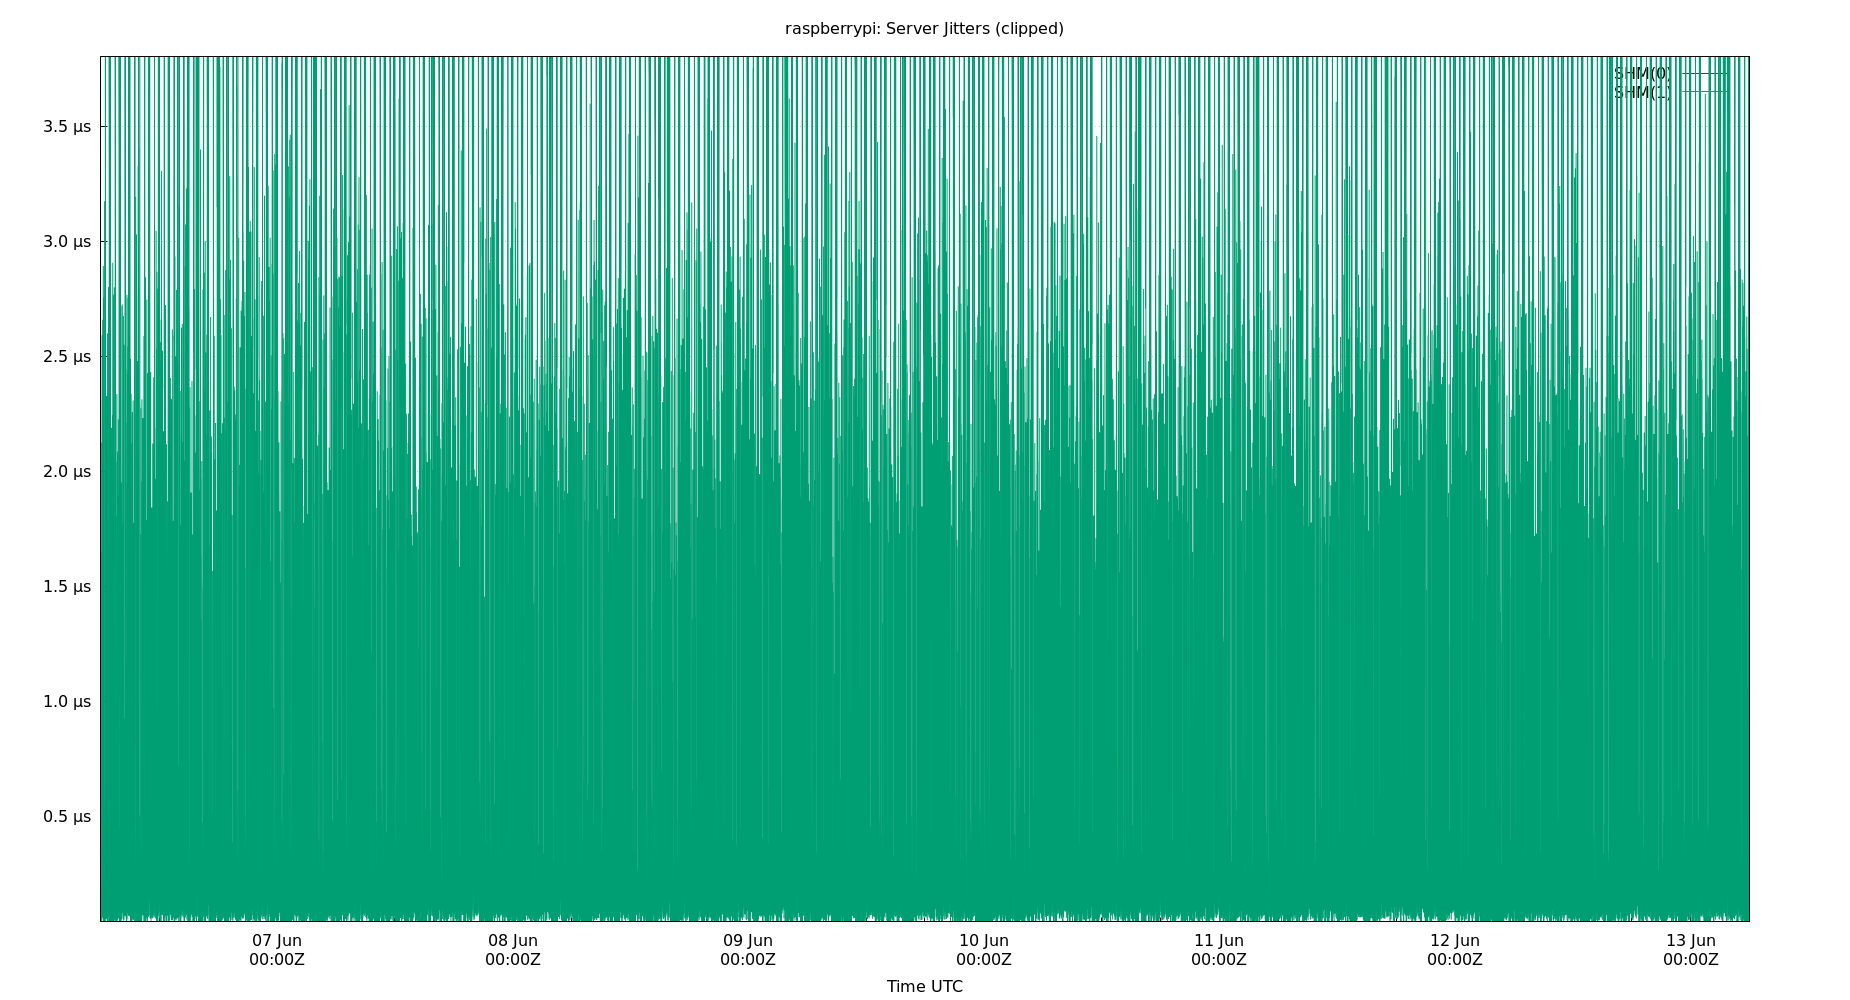 raspberrypi: Server Jitters (clipped)
SHM(0)
SHM(1)
3.5 µs
3.0 µs
2.5 µs
2.0 µs
1.5 µs
1.0 µs
0.5 µs
07 Jun 08 Jun 09 Jun 10 Jun 11 Jun 12 Jun 13 Jun
00:00Z 00:00Z 00:00Z 00:00Z 00:00Z 00:00Z 00:00Z
Time UTC